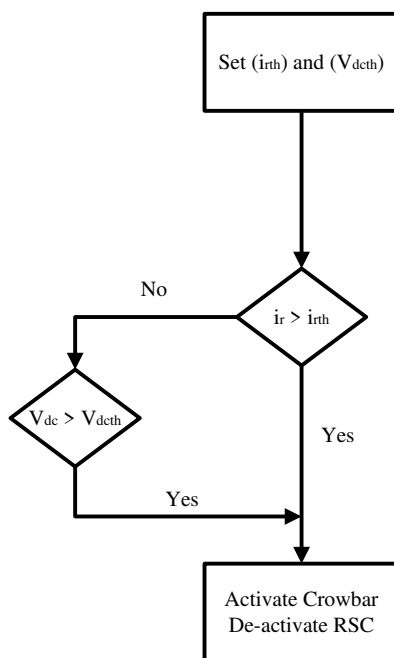 Set (irth) and (Vdcth)
No
ir > irth
Vdc > Vdcth
Yes
Yes
Activate Crowbar
De-activate RSC